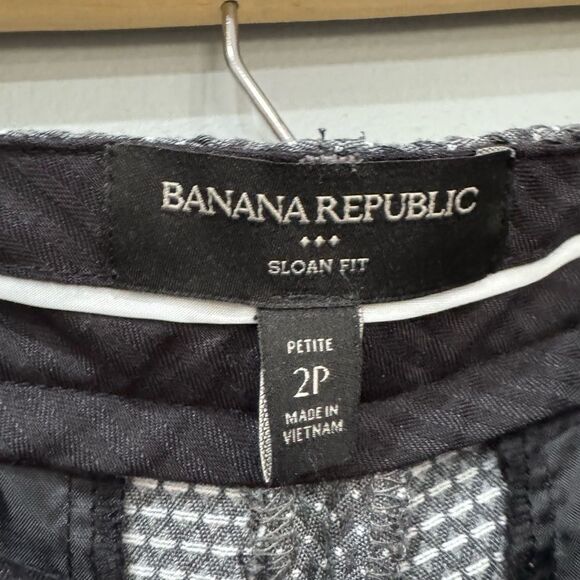 BANANA REPUBLIC
SLOAN FIT
PETITE
2P
MADE IN
VIETNAM